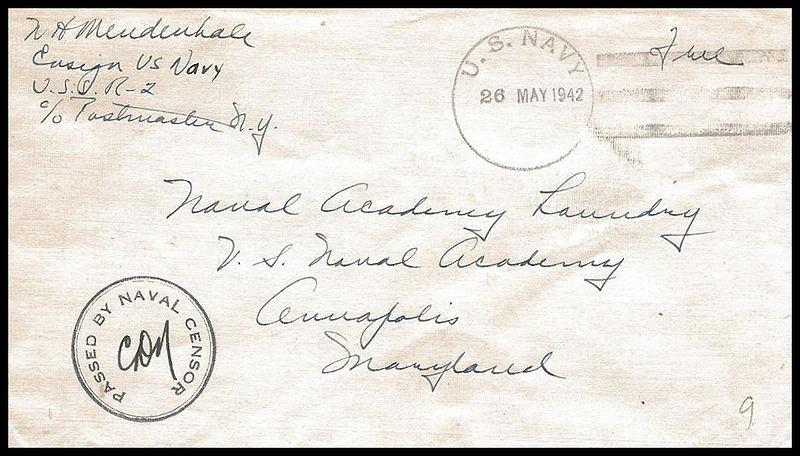 W H Mendenhall
Ensign US Navy
U.S.S. R-2
c/o Postmaster N.Y.
U.S. NAVY
26 MAY 1942
Free
Naval Academy Laundry
U. S. Naval Academy
Annapolis
Maryland
PASSED BY NAVAL CENSOR
9